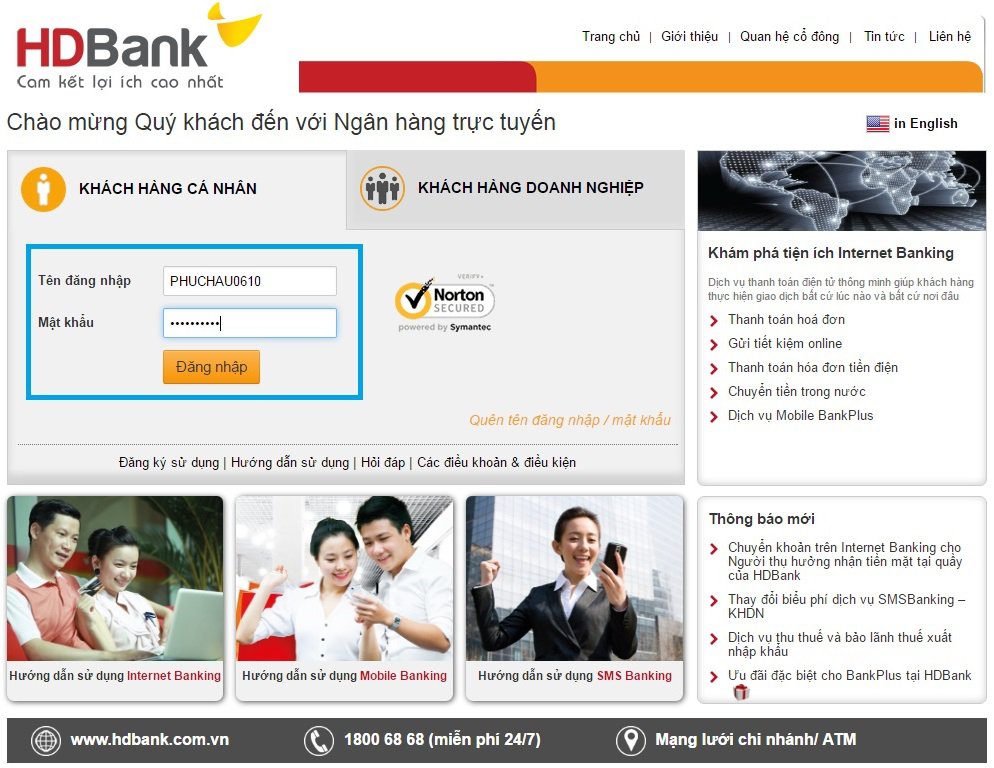 HDBank
Cam kết lợi ích cao nhất
Trang chủ | Giới thiệu | Quan hệ cổ đông | Tin tức | Liên hệ
Chào mừng Quý khách đến với Ngân hàng trực tuyến
in English
KHÁCH HÀNG CÁ NHÂN
KHÁCH HÀNG DOANH NGHIỆP
Tên đăng nhập
PHUCHAU0610
Mật khẩu
••••••••••
Đăng nhập
VERIFY+
Norton
SECURED
powered by Symantec
Quên tên đăng nhập / mật khẩu
Đăng ký sử dụng | Hướng dẫn sử dụng | Hỏi đáp | Các điều khoản & điều kiện
Khám phá tiện ích Internet Banking
Dịch vụ thanh toán điện tử thông minh giúp khách hàng
thực hiện giao dịch bất cứ lúc nào và bất cứ nơi đâu
Thanh toán hoá đơn
Gửi tiết kiệm online
Thanh toán hóa đơn tiền điện
Chuyển tiền trong nước
Dịch vụ Mobile BankPlus
Hướng dẫn sử dụng Internet Banking
Hướng dẫn sử dụng Mobile Banking
Hướng dẫn sử dụng SMS Banking
Thông báo mới
Chuyển khoản trên Internet Banking cho
Người thụ hưởng nhận tiền mặt tại quầy
của HDBank
Thay đổi biểu phí dịch vụ SMSBanking –
KHDN
Dịch vụ thu thuế và bảo lãnh thuế xuất
nhập khẩu
Ưu đãi đặc biệt cho BankPlus tại HDBank
www.hdbank.com.vn
1800 68 68 (miễn phí 24/7)
Mạng lưới chi nhánh/ ATM